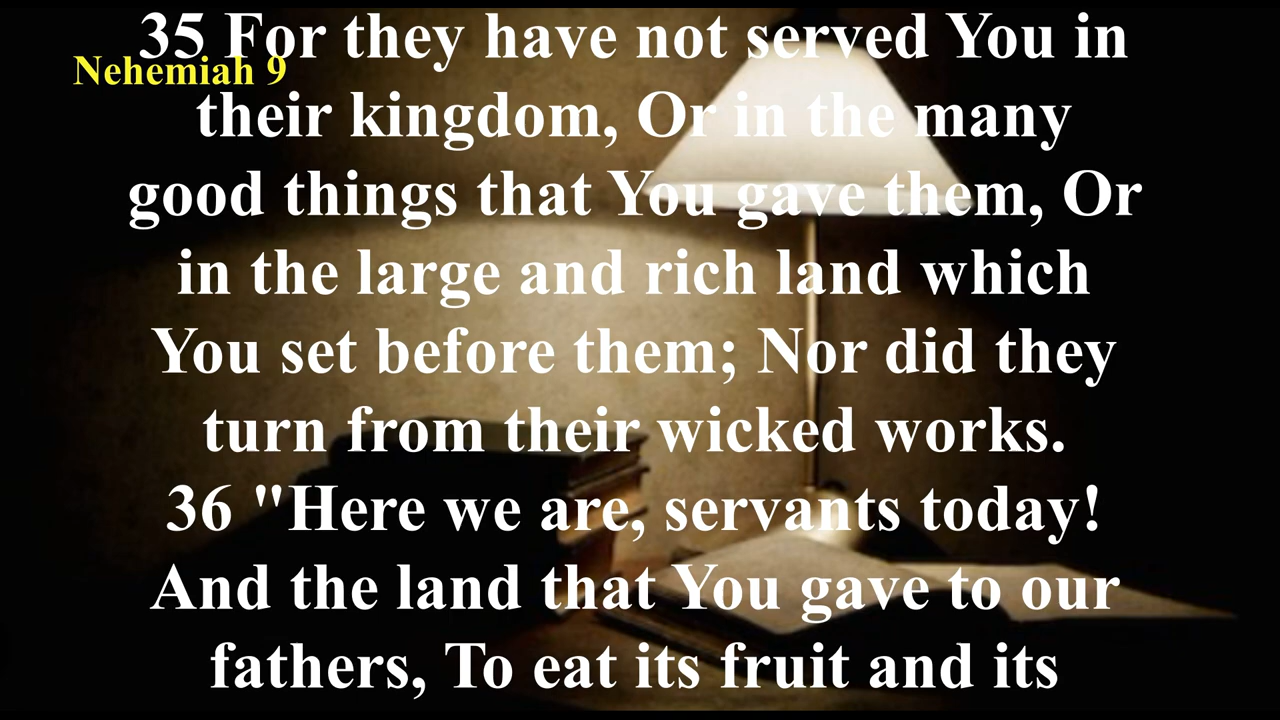 35 For they have not served You in
Nehemiah 9
their kingdom, Or in the many
good things that You gave them, Or
in the large and rich land which
You set before them; Nor did they
turn from their wicked works.
36 "Here we are, servants today!
And the land that You gave to our
fathers, To eat its fruit and its